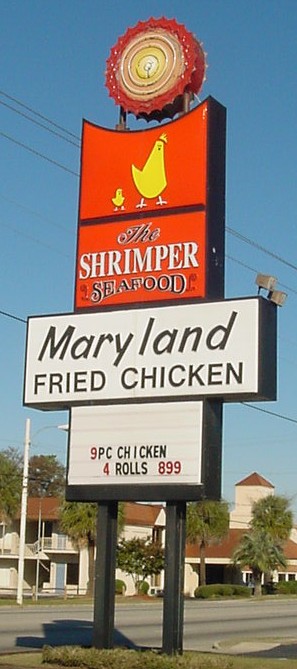 The
SHRIMPER
SEAFOOD
Maryland
FRIED CHICKEN
9PC CHICKEN
4 ROLLS 899